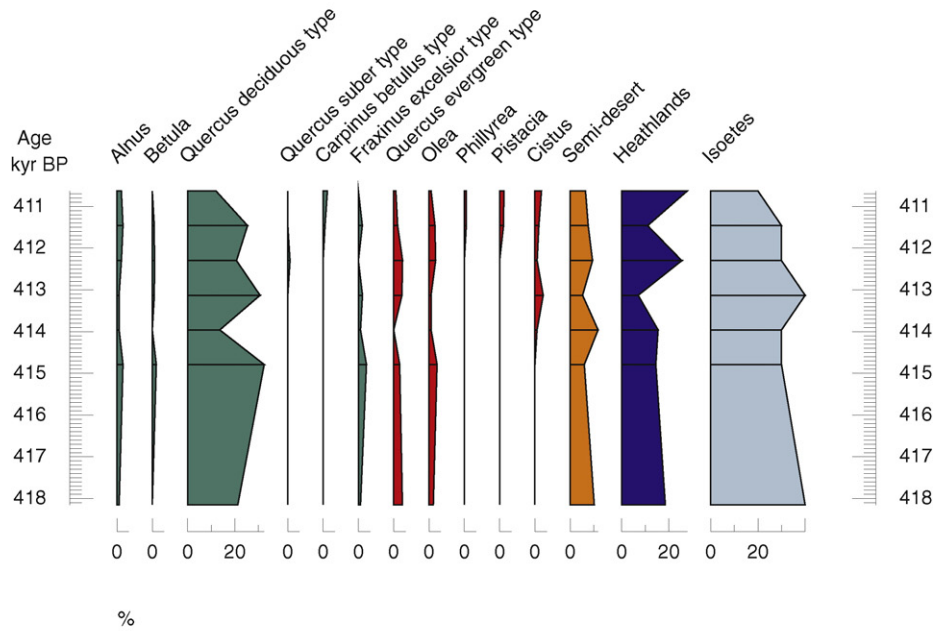 Age
kyr BP
Alnus
Betula
Quercus deciduous type
Quercus suber type
Carpinus betulus type
Fraxinus excelsior type
Quercus evergreen type
Olea
Phillyrea
Pistacia
Cistus
Semi-desert
Heathlands
Isoetes
411 411
412 412
413 413
414 414
415 415
416 416
417 417
418 418
0 0 0 20 0 0 0 0 0 0 0 0 0 0 20 0 20
%